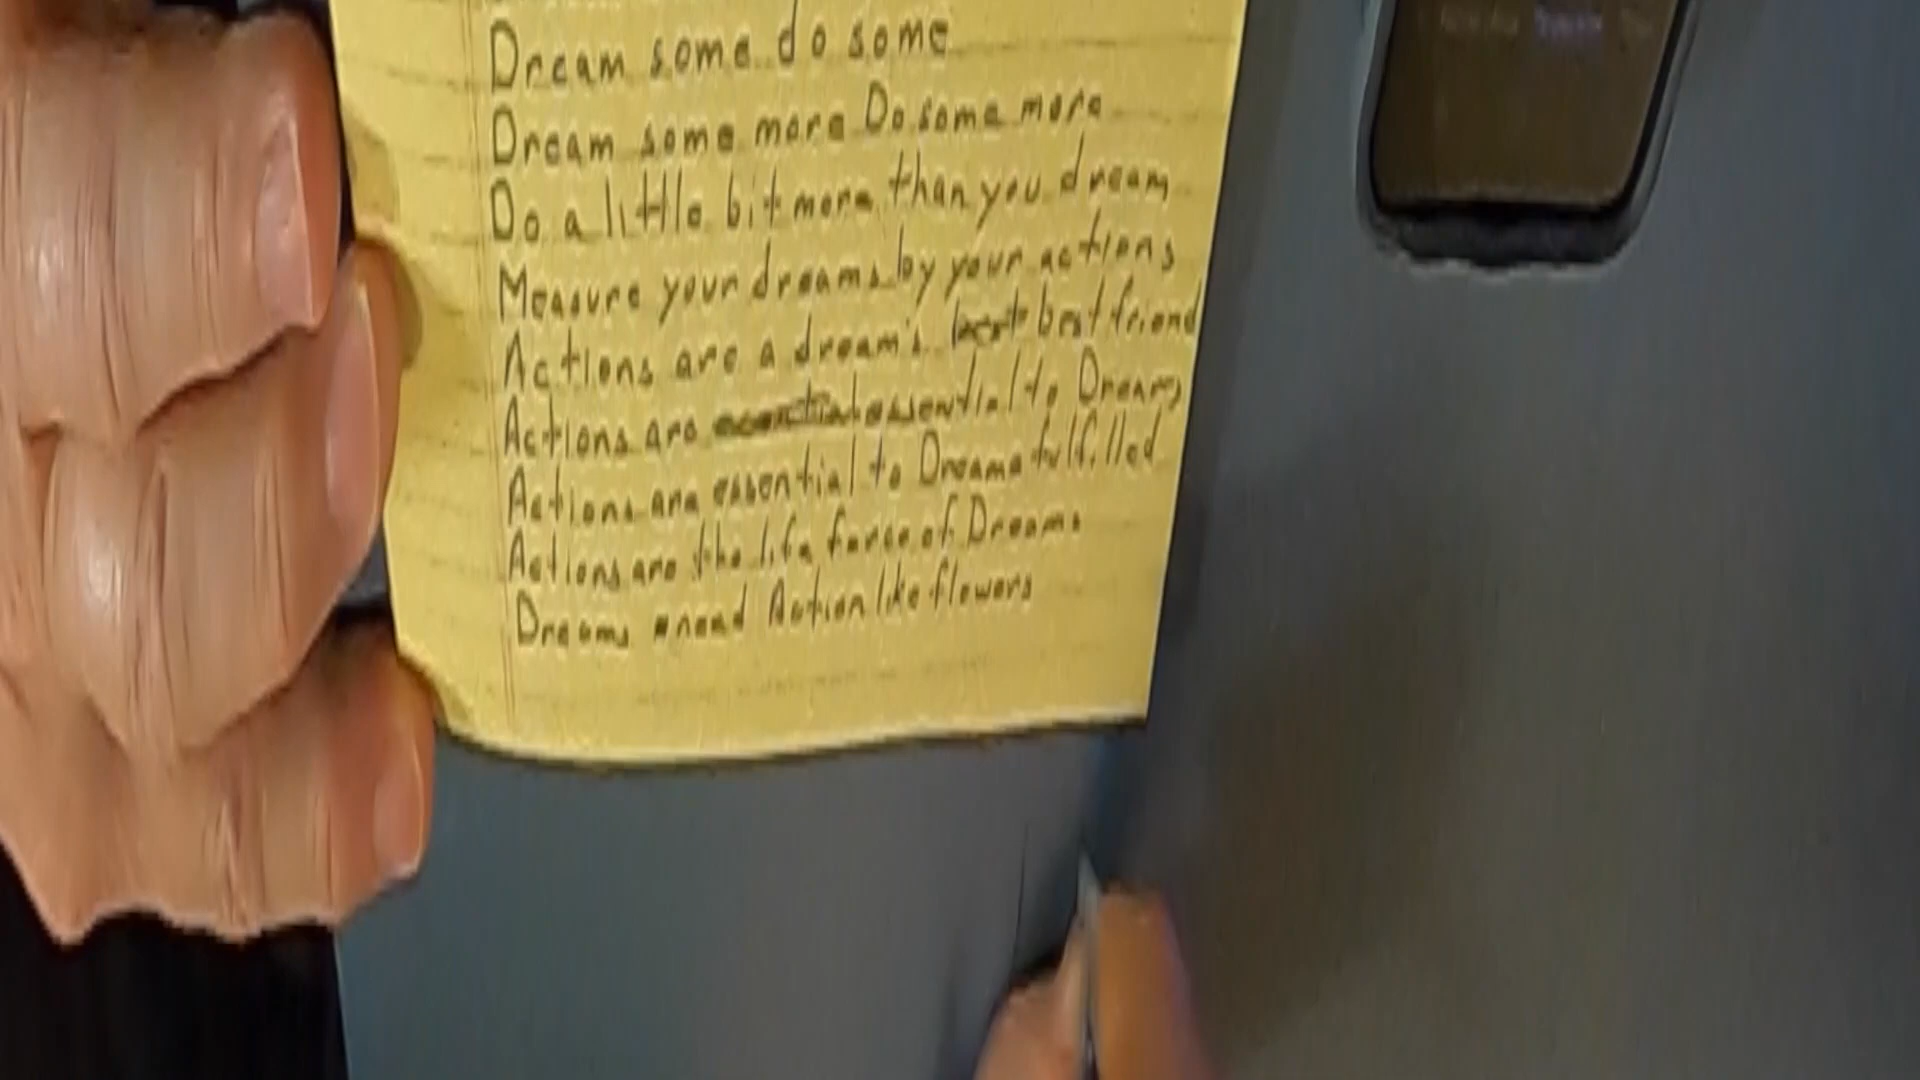 Dream some do some
Dream some more Do some more
Do a little bit more than you dream
Measure your dreams by your actions
Actions are a dream's best best friend
Actions are essential essential to Dreams
Actions are essential to Dreams fulfilled
Actions are the life force of Dreams
Dreams need Action like flowers